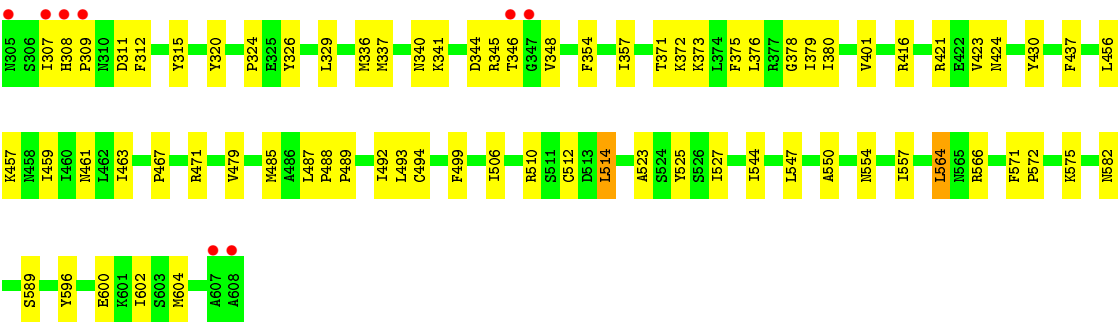 N305 S306 I307 H308 P309 N310 D311 F312 Y315 Y320 P324 E325 Y326 L329 M336 M337 N340 K341 D344 R345 T346 G347 V348 F354 I357 T371 K372 K373 L374 F375 L376 R377 G378 I379 I380 V401 R416 R421 E422 V423 N424 Y430 F437 L456
K457 N458 I459 I460 N461 L462 I463 P467 R471 V479 M485 A486 L487 P488 P489 I492 L493 C494 F499 I506 R510 S511 C512 D513 L514 A523 S524 Y525 S526 I527 I544 L547 A550 N554 I557 L564 N565 R566 F571 P572 K575 N582
S589 Y596 E600 K601 I602 S603 M604 A607 A608